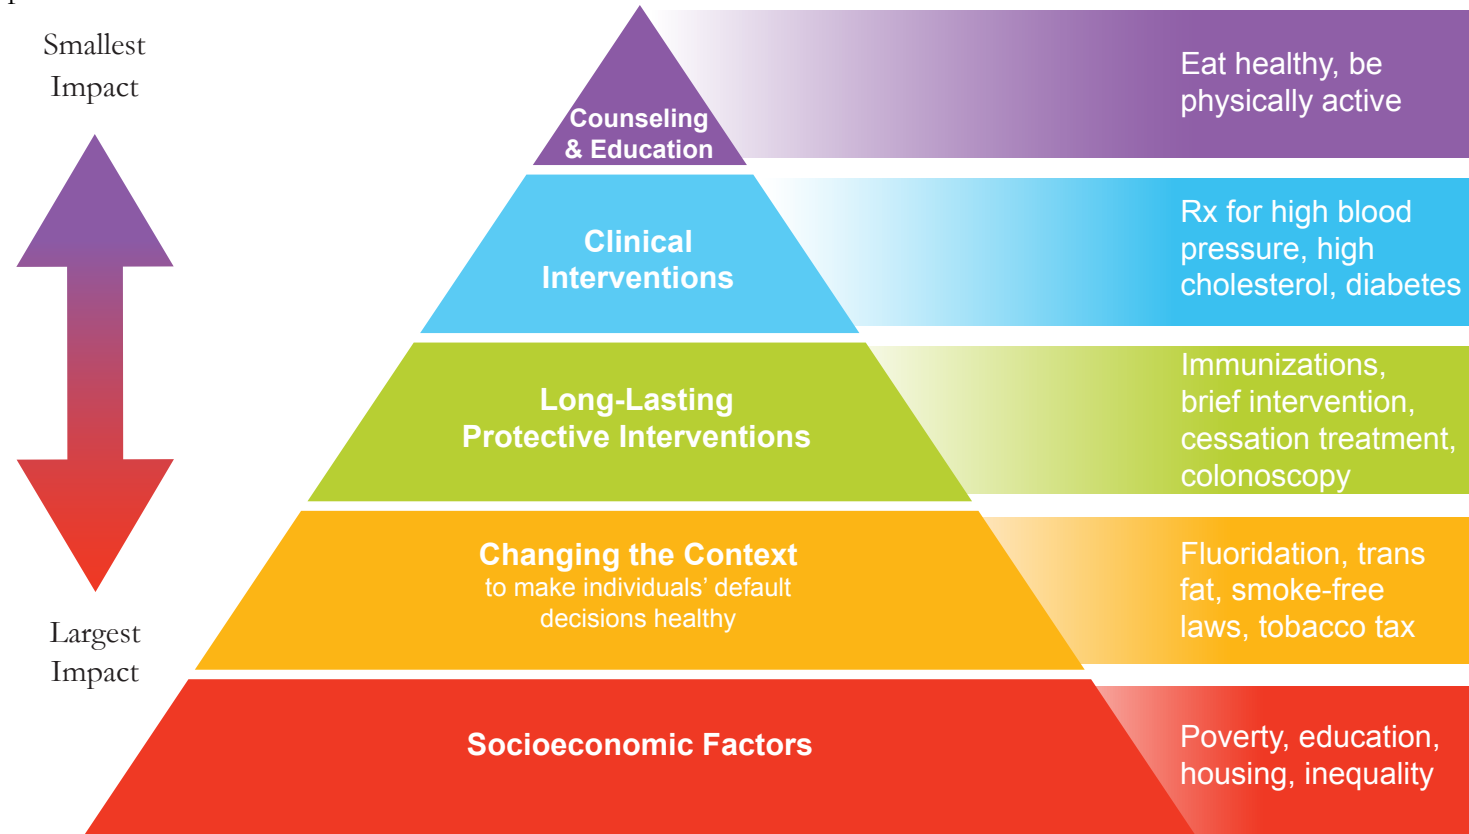 Smallest
Impact
Counseling
& Education
Eat healthy, be
physically active
Clinical
Interventions
Rx for high blood
pressure, high
cholesterol, diabetes
Long-Lasting
Protective Interventions
Immunizations,
brief intervention,
cessation treatment,
colonoscopy
Changing the Context
to make individuals’ default
decisions healthy
Fluoridation, trans
fat, smoke-free
laws, tobacco tax
Largest
Impact
Socioeconomic Factors
Poverty, education,
housing, inequality